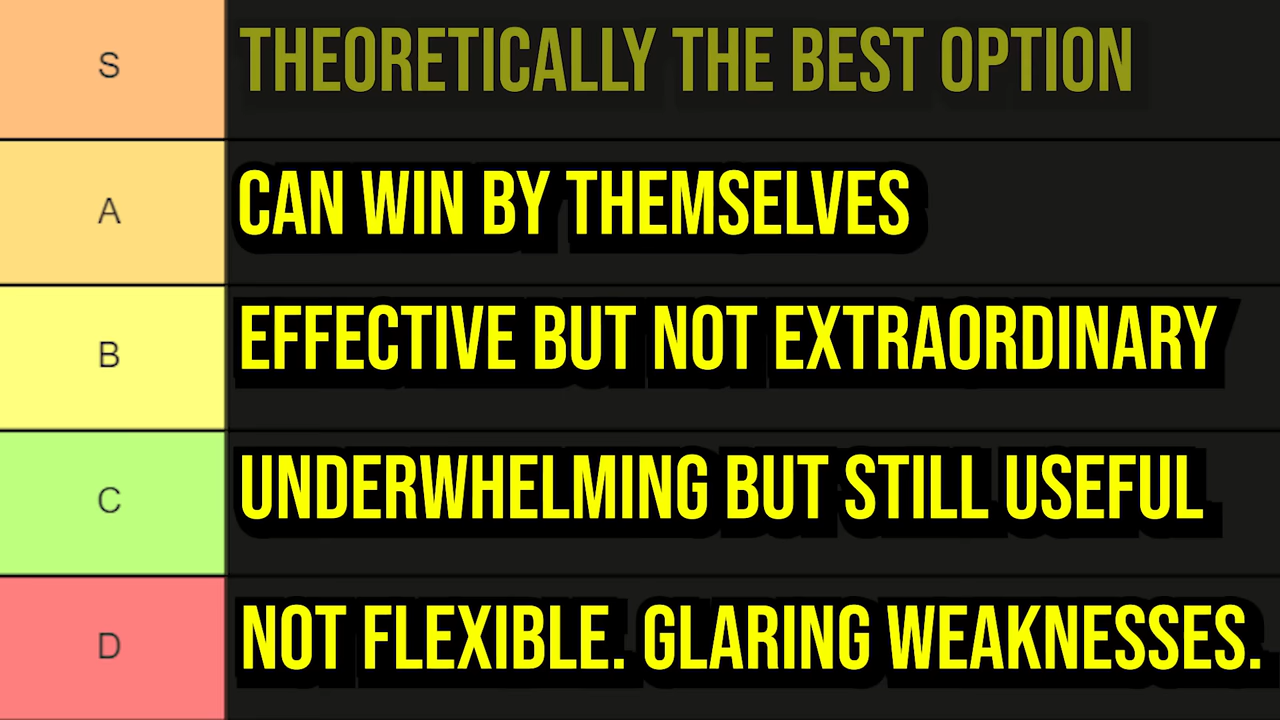 S
THEORETICALLY THE BEST OPTION
A
CAN WIN BY THEMSELVES
B
EFFECTIVE BUT NOT EXTRAORDINARY
C
UNDERWHELMING BUT STILL USEFUL
D
NOT FLEXIBLE. GLARING WEAKNESSES.